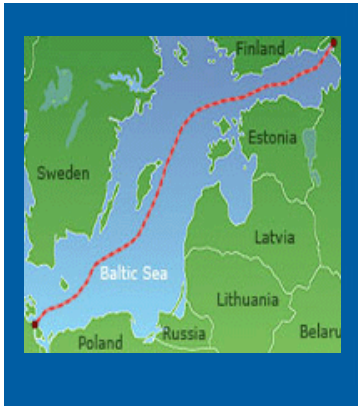 Finland
Estonia
Sweden
Latvia
Baltic Sea
Lithuania
Russia
Belaru
Poland